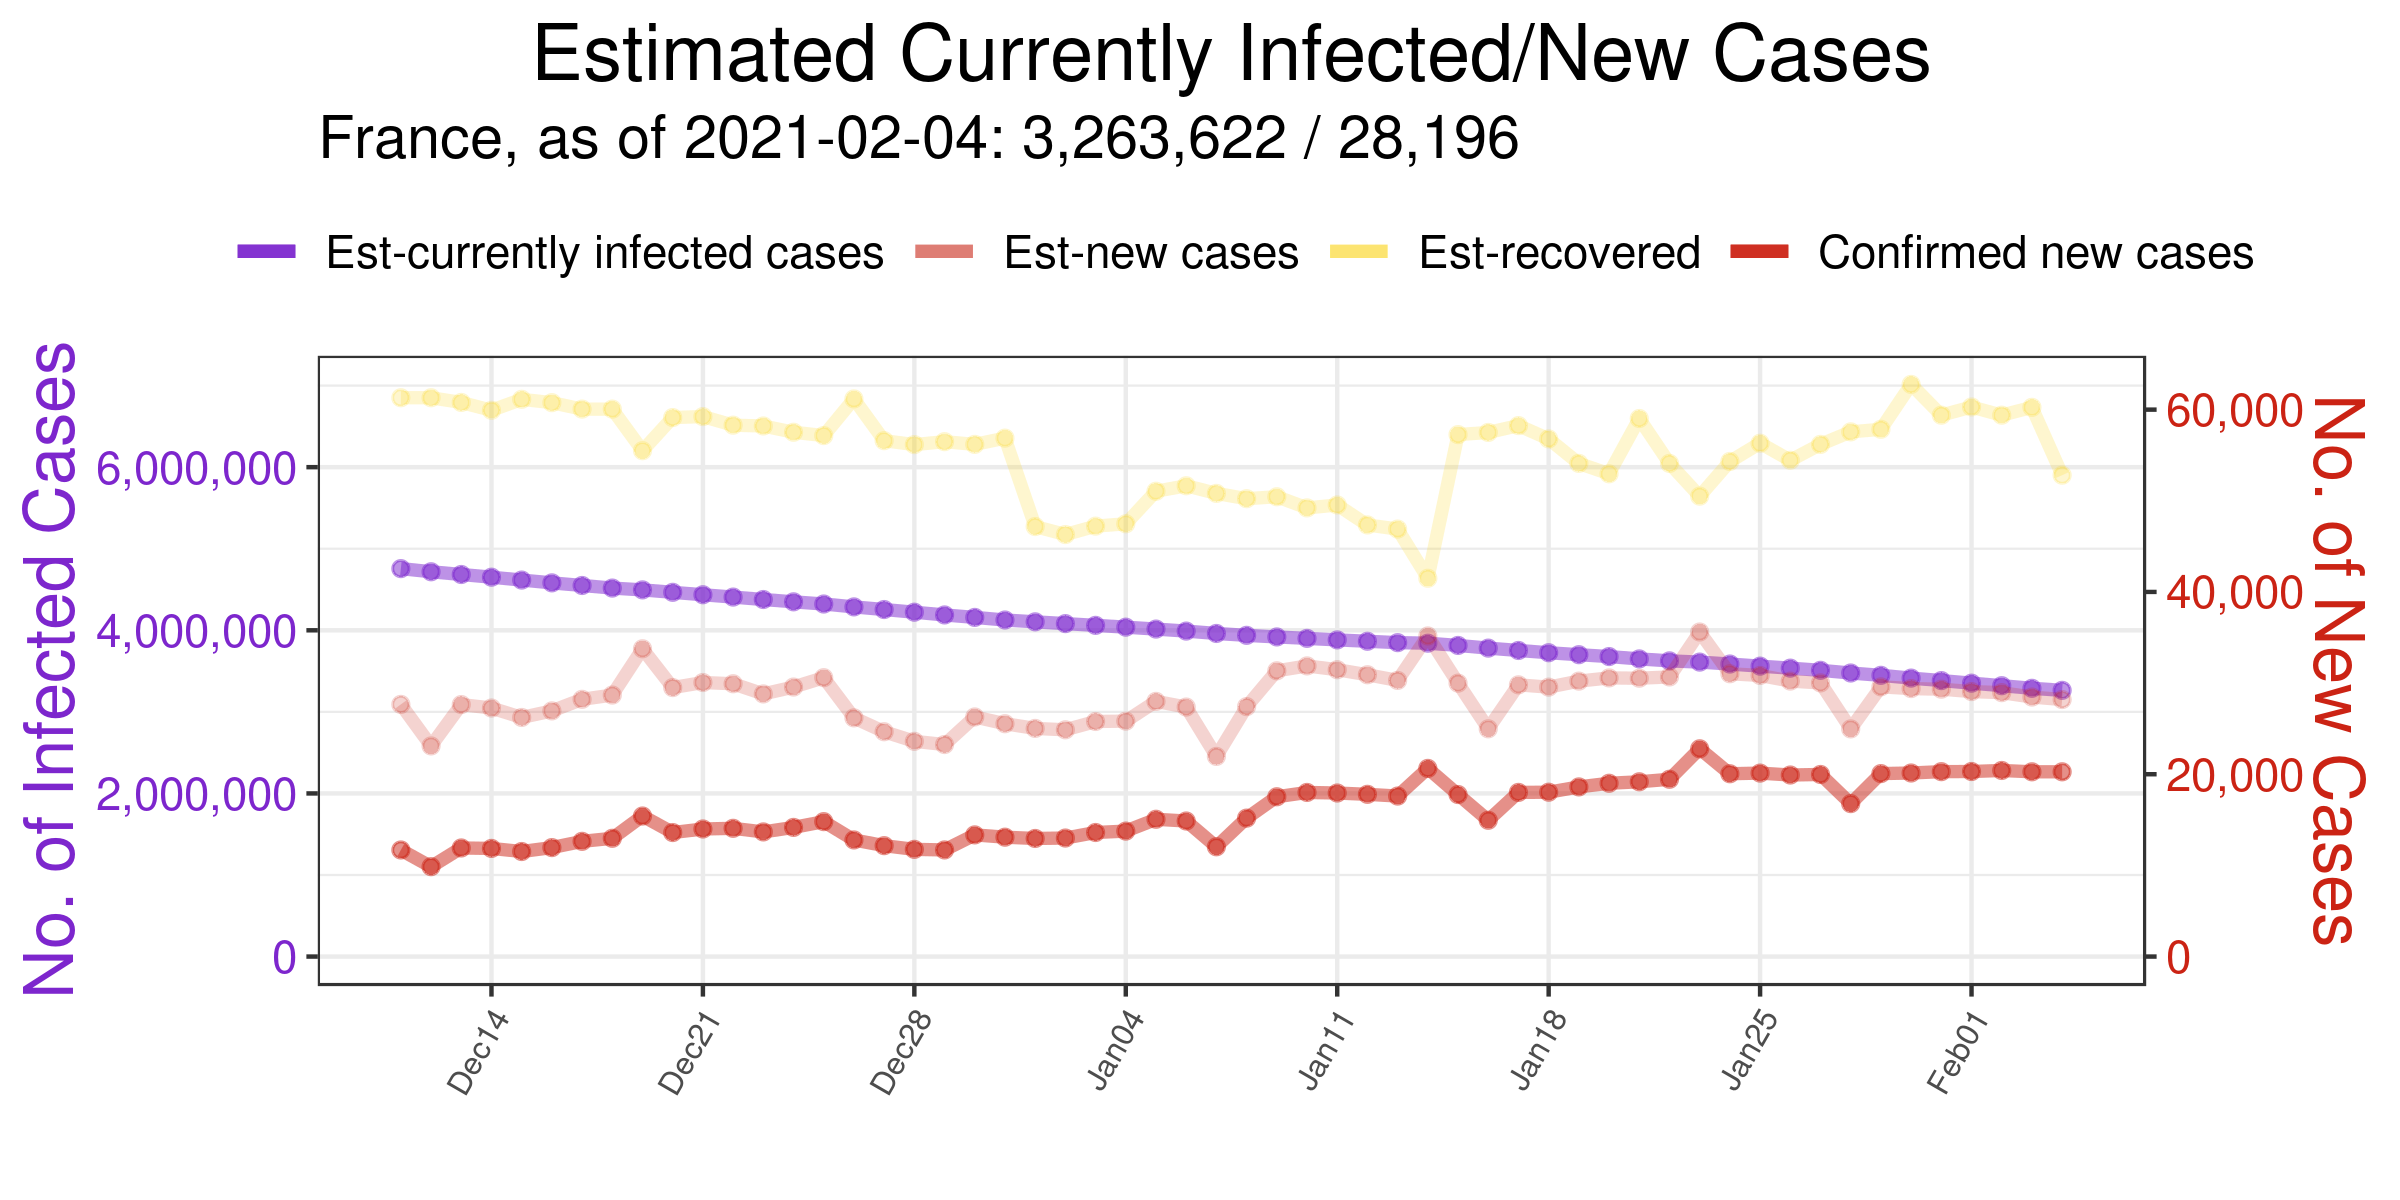 Estimated Currently Infected/New Cases
France, as of 2021-02-04: 3,263,622 / 28,196
Est-currently infected cases Est-new cases Est-recovered Confirmed new cases
No. of Infected Cases
6,000,000
4,000,000
2,000,000
0
60,000
40,000
20,000
0
No. of New Cases
Dec14 Dec21 Dec28 Jan04 Jan11 Jan18 Jan25 Feb01